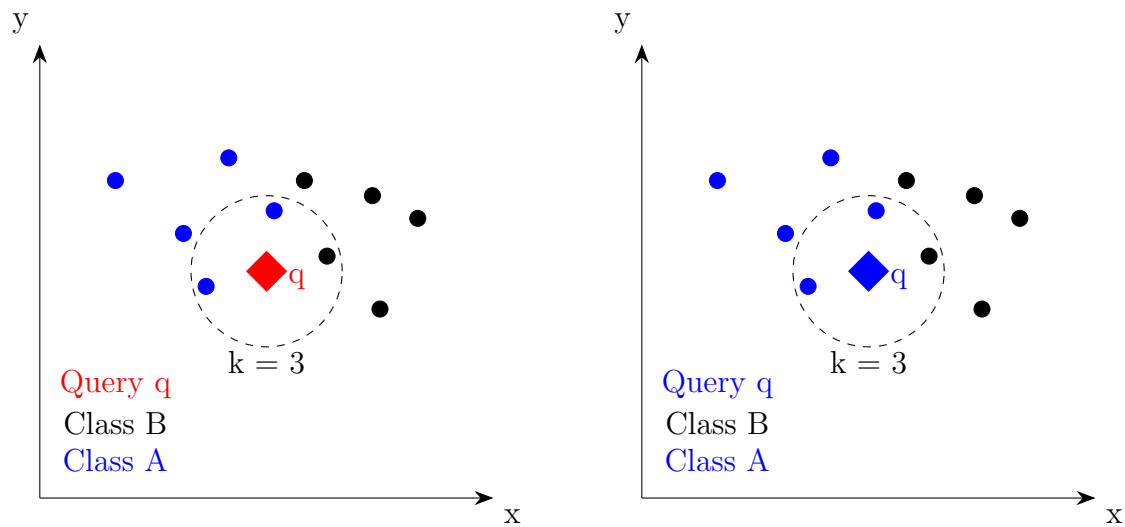 y
q
k = 3
Query q
Class B
Class A
x
y
q
k = 3
Query q
Class B
Class A
x